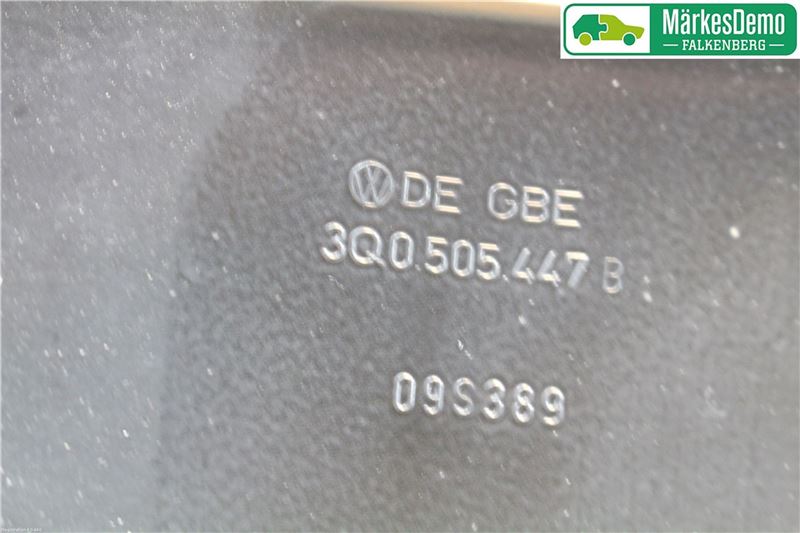 MärkesDemo
FALKENBERG
DE GBE
3Q0.505.447 B
09S389